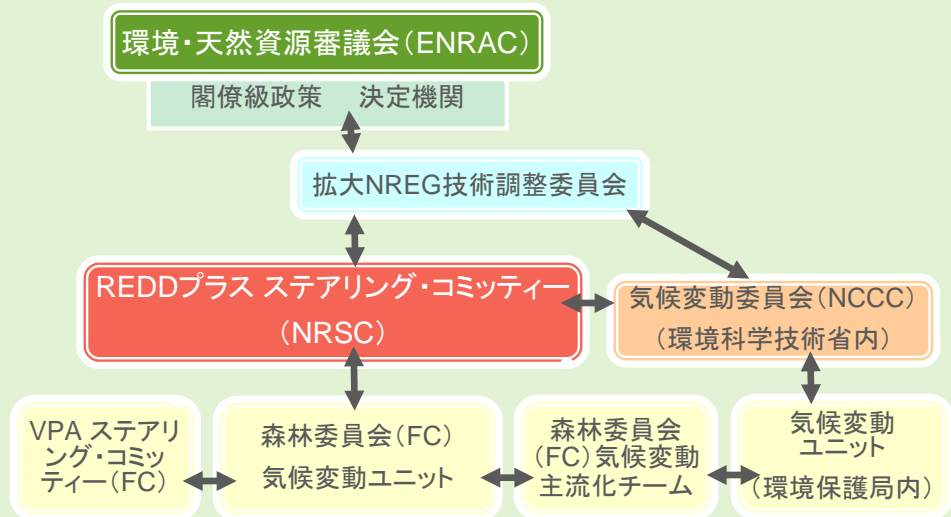 環境・天然資源審議会（ENRAC）
閣僚級政策 決定機関
拡大NREG技術調整委員会
REDDプラス ステアリング・コミッティー
（NRSC）
気候変動委員会（NCCC）
（環境科学技術省内）
VPA ステアリ
ング・コミッ
ティー（FC）
森林委員会（FC）
気候変動ユニット
森林委員会
（FC）気候変動
主流化チーム
気候変動
ユニット
（環境保護局内）